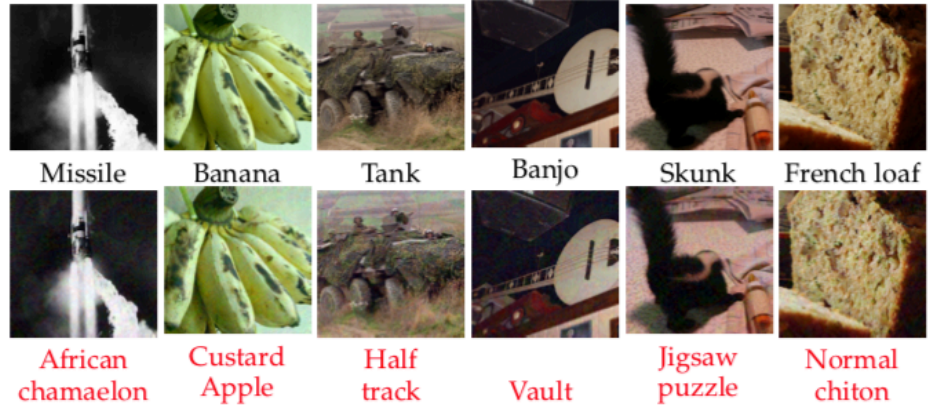 Missile Banana Tank Banjo Skunk French loaf
African Custard Half Jigsaw Normal
chamaelon Apple track Vault puzzle chiton